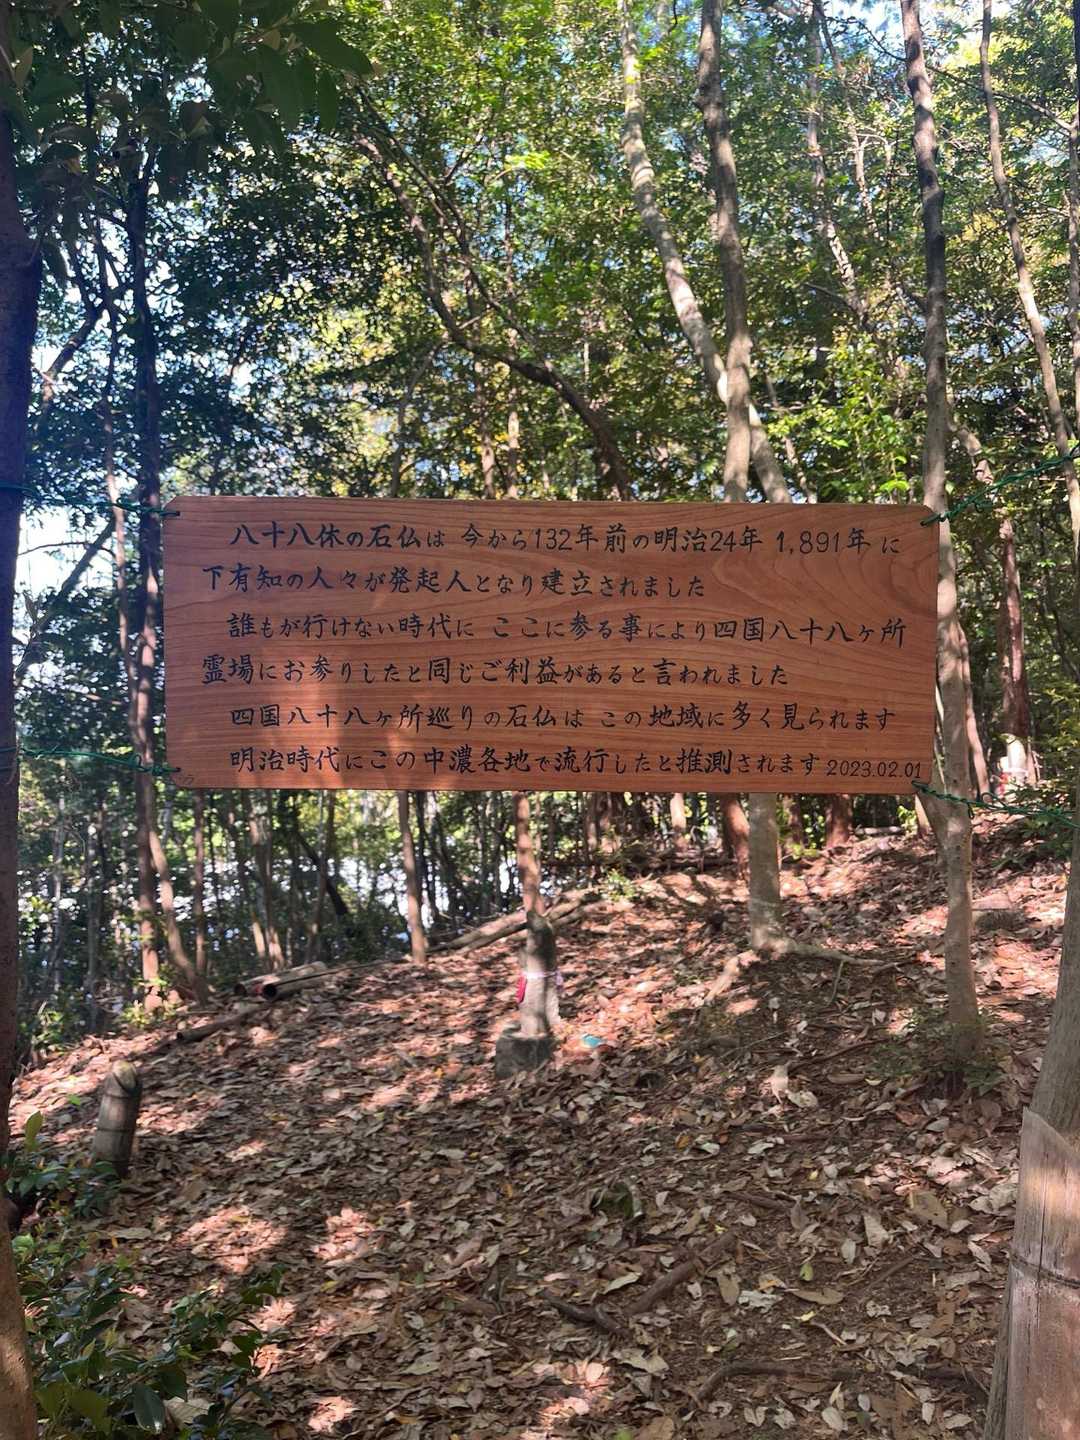 八十八体の石仏は 今から132年前の明治24年 1,891年に
下有知の人々が発起人となり建立されました
誰もが行けない時代に ここに参る事により四国八十八ヶ所
霊場にお参りしたと同じご利益があると言われました
四国八十八ヶ所巡りの石仏は この地域に多く見られます
明治時代にこの中濃各地で流行したと推測されます 2023.02.01